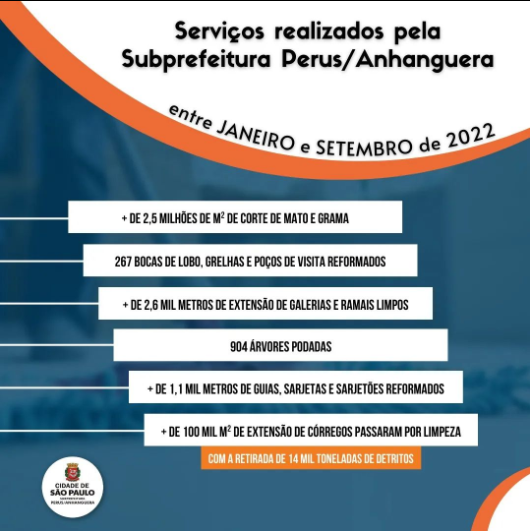 Serviços realizados pela
Subprefeitura Perus/Anhanguera
entre JANEIRO e SETEMBRO de 2022
+ DE 2,5 MILHÕES DE M² DE CORTE DE MATO E GRAMA
267 BOCAS DE LOBO, GRELHAS E POÇOS DE VISITA REFORMADOS
+ DE 2,6 MIL METROS DE EXTENSÃO DE GALERIAS E RAMAIS LIMPOS
904 ÁRVORES PODADAS
+ DE 1,1 MIL METROS DE GUIAS, SARJETAS E SARJETÕES REFORMADOS
+ DE 100 MIL M² DE EXTENSÃO DE CÓRREGOS PASSARAM POR LIMPEZA
COM A RETIRADA DE 14 MIL TONELADAS DE DETRITOS
CIDADE DE
SÃO PAULO
SUBPREFEITURA
PERUS/ANHANGUERA